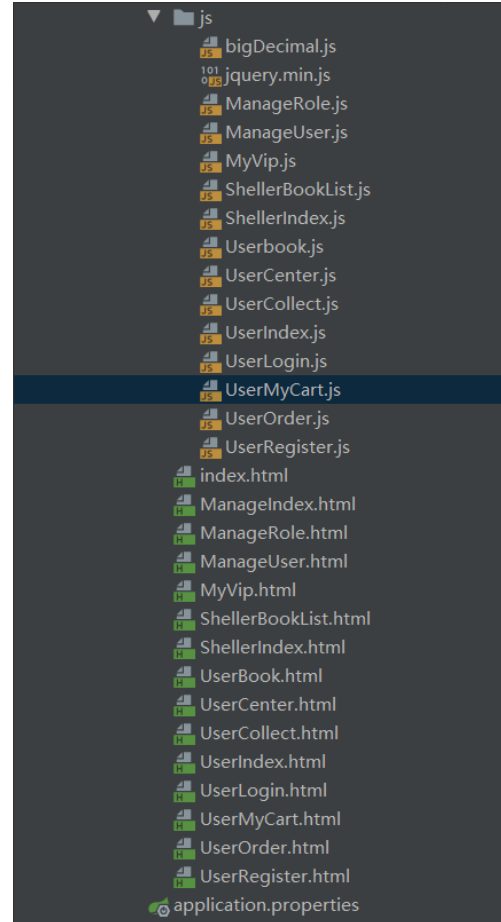 js
bigDecimal.js
jquery.min.js
ManageRole.js
ManageUser.js
MyVip.js
ShellerBookList.js
ShellerIndex.js
Userbook.js
UserCenter.js
UserCollect.js
UserIndex.js
UserLogin.js
UserMyCart.js
UserOrder.js
UserRegister.js
index.html
ManageIndex.html
ManageRole.html
ManageUser.html
MyVip.html
ShellerBookList.html
ShellerIndex.html
UserBook.html
UserCenter.html
UserCollect.html
UserIndex.html
UserLogin.html
UserMyCart.html
UserOrder.html
UserRegister.html
application.properties